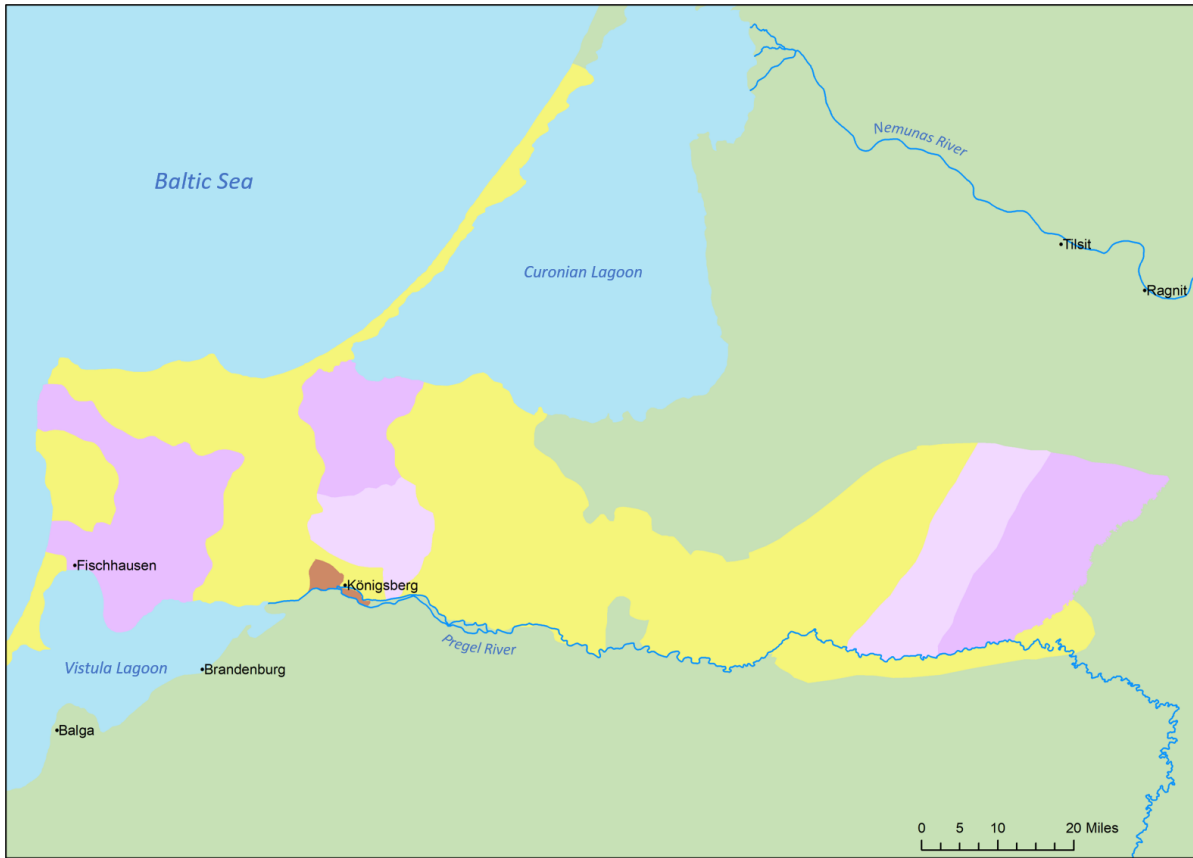 Nemunas River
Baltic Sea
•Tilsit
Curonian Lagoon
•Ragnit
•Fischhausen
•Königsberg
Pregel River
Vistula Lagoon
•Brandenburg
•Balga
0 5 10 20 Miles